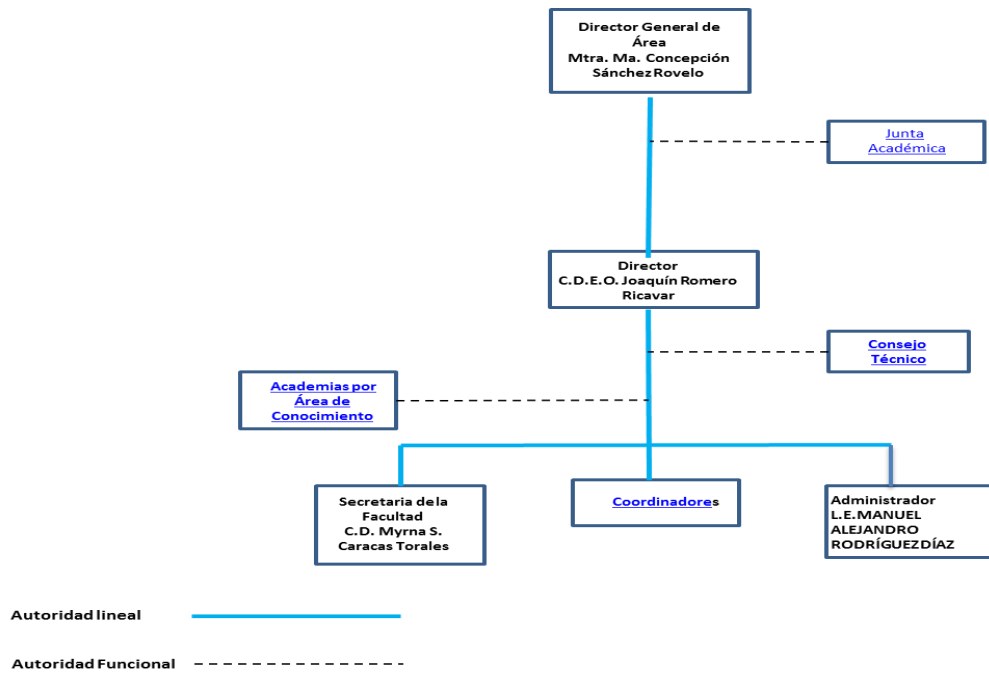 Director General de
Área
Mtra. Ma. Concepción
Sánchez Rovelo
Junta
Académica
Director
C.D.E.O. Joaquín Romero
Ricavar
Consejo
Técnico
Academias por
Área de
Conocimiento
Secretaria de la
Facultad
C.D. Myrna S.
Caracas Torales
Coordinadores
Administrador
L.E.MANUEL
ALEJANDRO
RODRÍGUEZ DÍAZ
Autoridad lineal
Autoridad Funcional